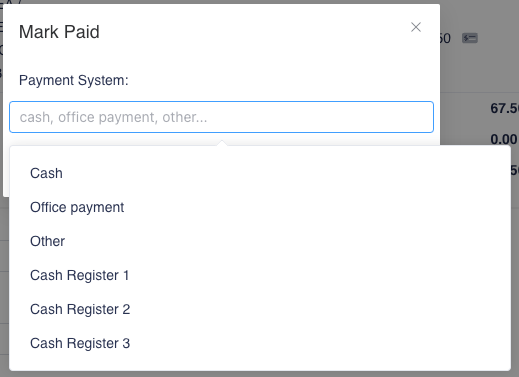 Mark Paid
Payment System:
cash, office payment, other...
Cash
Office payment
Other
Cash Register 1
Cash Register 2
Cash Register 3
67.5
0.00